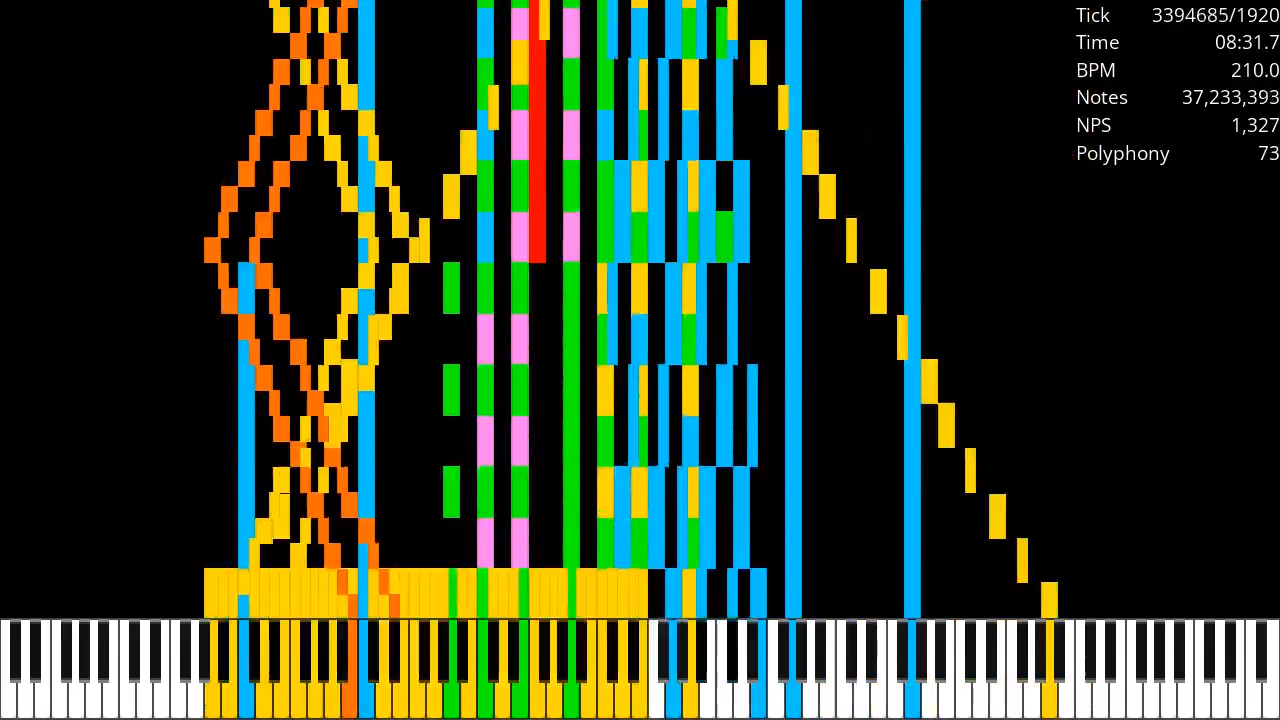 Tick 3394685/1920
Time 08:31.7
BPM 210.0
Notes 37,233,393
NPS 1,327
Polyphony 73